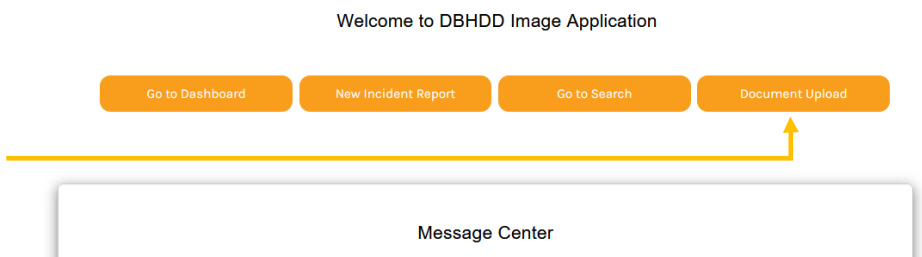 Welcome to DBHDD Image Application
Go to Dashboard New Incident Report Go to Search Document Upload
Message Center